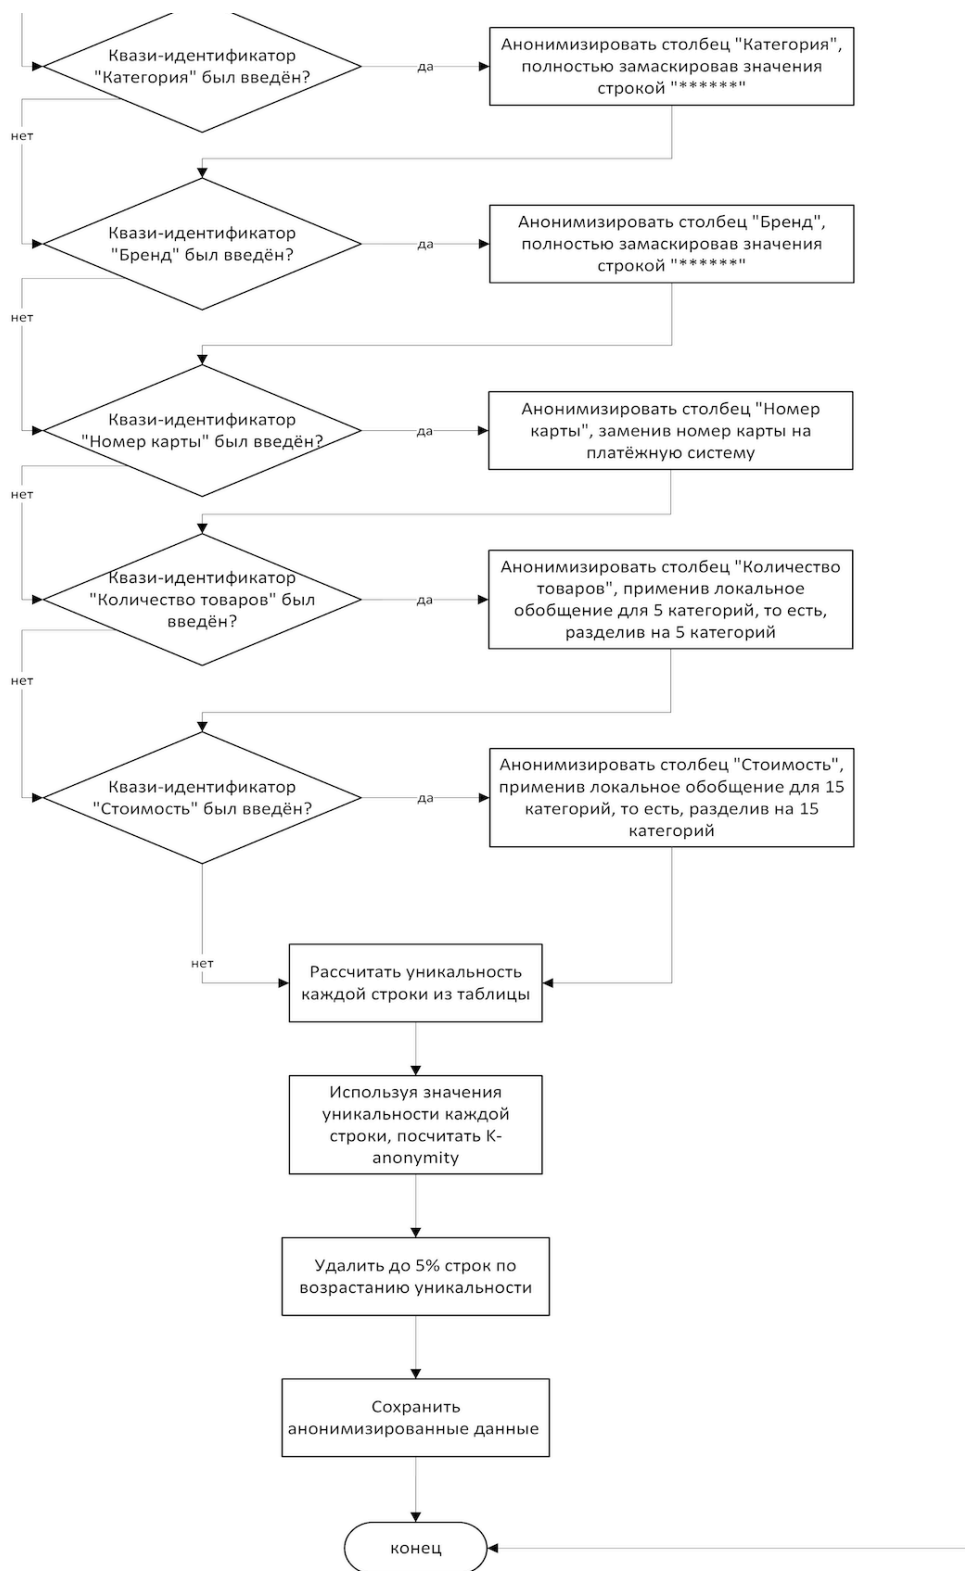 Квази-идентификатор
"Категория" был введён?
да
Анонимизировать столбец "Категория",
полностью замаскировав значения
строкой "******"
нет
Квази-идентификатор
"Бренд" был введён?
да
Анонимизировать столбец "Бренд",
полностью замаскировав значения
строкой "******"
нет
Квази-идентификатор
"Номер карты" был введён?
да
Анонимизировать столбец "Номер
карты", заменив номер карты на
платёжную систему
нет
Квази-идентификатор
"Количество товаров" был
введён?
да
Анонимизировать столбец "Количество
товаров", применив локальное
обобщение для 5 категорий, то есть,
разделив на 5 категорий
нет
Квази-идентификатор
"Стоимость" был введён?
да
Анонимизировать столбец "Стоимость",
применив локальное обобщение для 15
категорий, то есть, разделив на 15
категорий
нет
Рассчитать уникальность
каждой строки из таблицы
Используя значения
уникальности каждой
строки, посчитать K-
anonymity
Удалить до 5% строк по
возрастанию уникальности
Сохранить
анонимизированные данные
конец